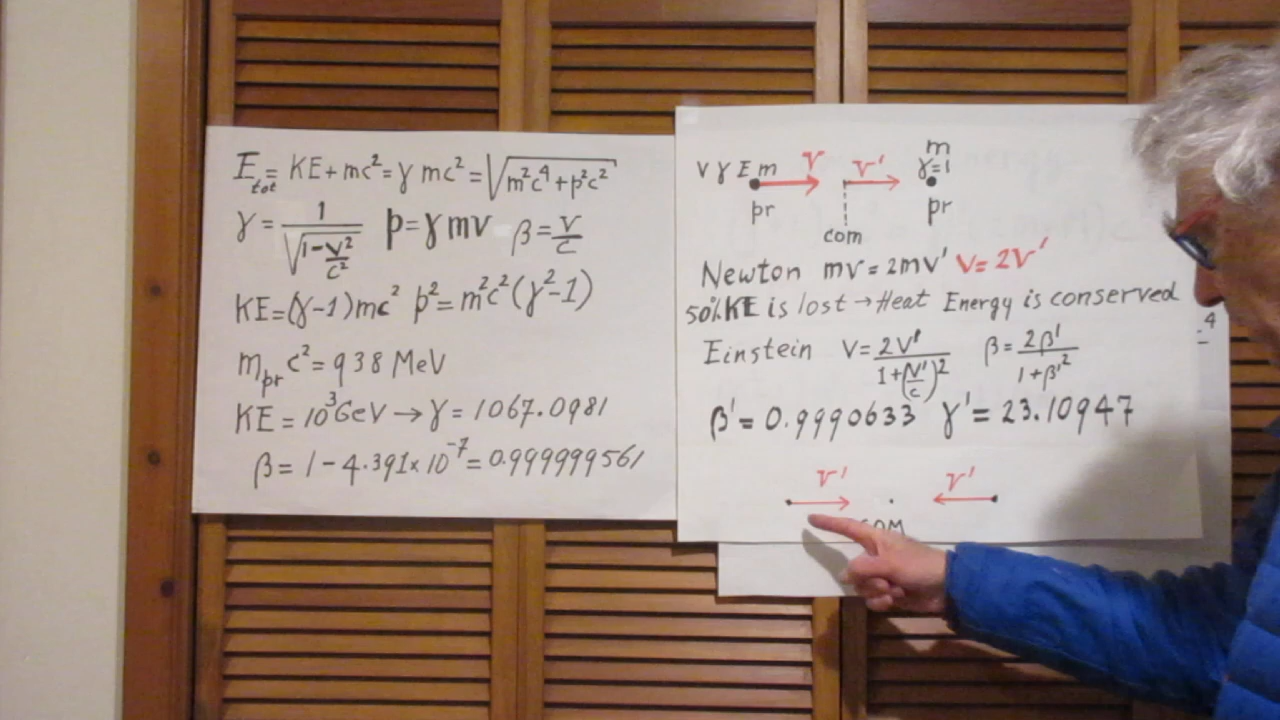 E_tot = KE + mc² = γ mc² = √(m²c⁴ + p²c²)
γ = 1/√(1 - v²/c²) p = γmv β = v/c
KE = (γ-1)mc² p² = m²c²(γ²-1)
m_pr c² = 938 MeV
KE = 10³ GeV → γ = 1067.0981
β = 1 - 4.391 × 10⁻⁷ = 0.999999561
v γ E m v v' m γ=1
pr com pr
Newton mv = 2mv' v = 2v'
50% KE is lost → Heat Energy is conserved
Einstein v = 2v'/(1+(v'/c)²) β = 2β'/(1+β'²)
β' = 0.9990633 γ' = 23.10947
v' v'
COM
4